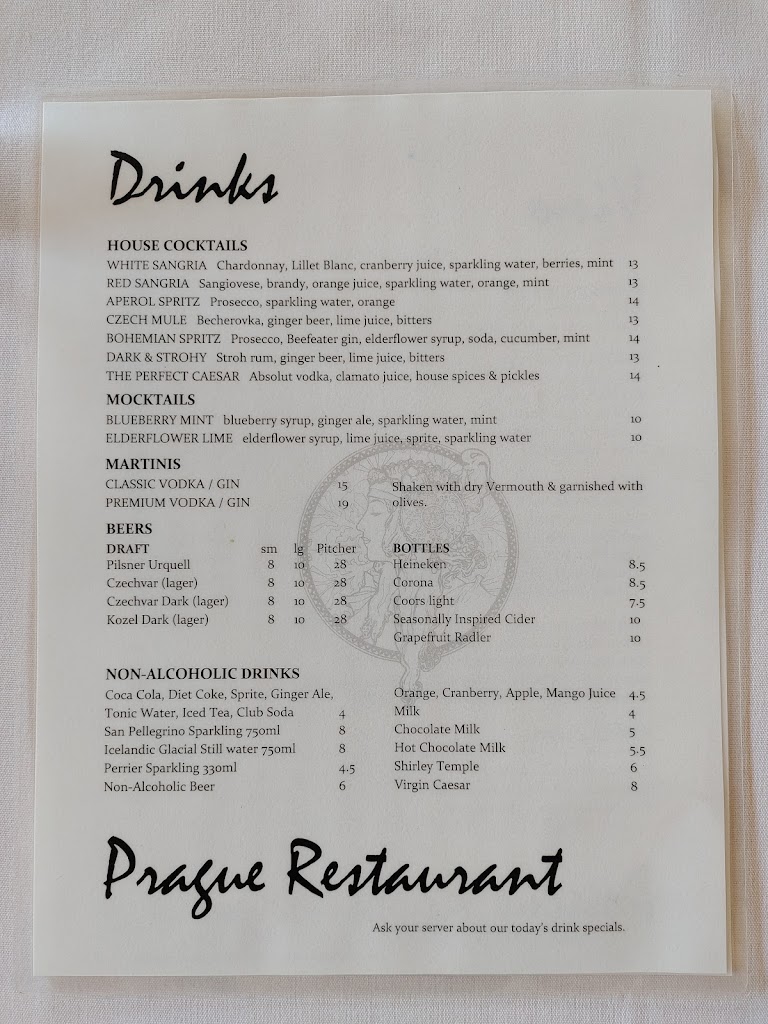 Drinks
HOUSE COCKTAILS
WHITE SANGRIA Chardonnay, Lillet Blanc, cranberry juice, sparkling water, berries, mint 13
RED SANGRIA Sangiovese, brandy, orange juice, sparkling water, orange, mint 13
APEROL SPRITZ Prosecco, sparkling water, orange 14
CZECH MULE Becherovka, ginger beer, lime juice, bitters 13
BOHEMIAN SPRITZ Prosecco, Beefeater gin, elderflower syrup, soda, cucumber, mint 14
DARK & STROHY Stroh rum, ginger beer, lime juice, bitters 13
THE PERFECT CAESAR Absolut vodka, clamato juice, house spices & pickles 14
MOCKTAILS
BLUEBERRY MINT blueberry syrup, ginger ale, sparkling water, mint 10
ELDERFLOWER LIME elderflower syrup, lime juice, sprite, sparkling water 10
MARTINIS
CLASSIC VODKA / GIN 15
PREMIUM VODKA / GIN 19
Shaken with dry Vermouth & garnished with
olives.
BEERS
DRAFT sm lg Pitcher
Pilsner Urquell 8 10 28
Czechvar (lager) 8 10 28
Czechvar Dark (lager) 8 10 28
Kozel Dark (lager) 8 10 28
BOTTLES
Heineken 8.5
Corona 8.5
Coors light 7.5
Seasonally Inspired Cider 10
Grapefruit Radler 10
NON-ALCOHOLIC DRINKS
Coca Cola, Diet Coke, Sprite, Ginger Ale,
Tonic Water, Iced Tea, Club Soda 4
San Pellegrino Sparkling 750ml 8
Icelandic Glacial Still water 750ml 8
Perrier Sparkling 330ml 4.5
Non-Alcoholic Beer 6
Orange, Cranberry, Apple, Mango Juice 4.5
Milk 4
Chocolate Milk 5
Hot Chocolate Milk 5.5
Shirley Temple 6
Virgin Caesar 8
Prague Restaurant
Ask your server about our today's drink specials.